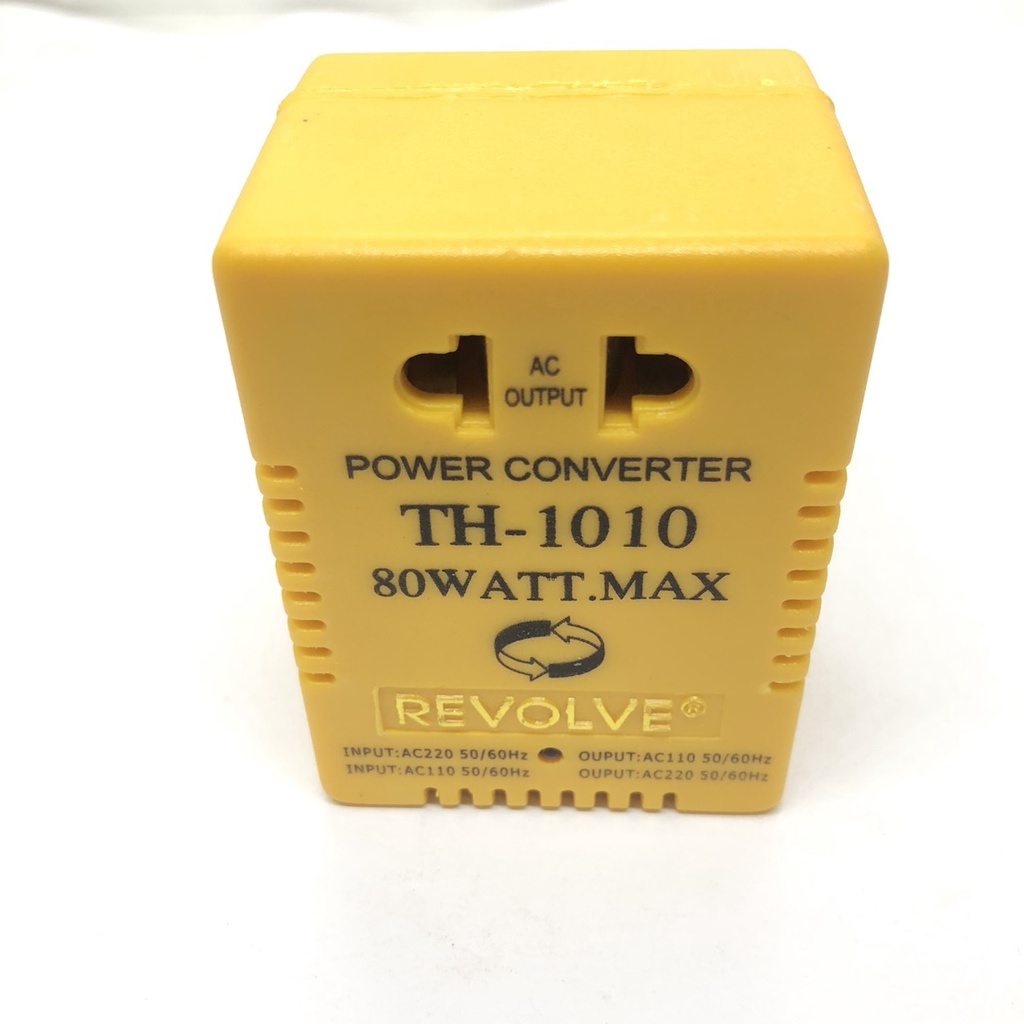 AC
OUTPUT
POWER CONVERTER
TH-1010
80WATT.MAX
REVOLVE®
INPUT:AC220 50/60Hz OUPUT:AC110 50/60Hz
INPUT:AC110 50/60Hz OUPUT:AC220 50/60Hz